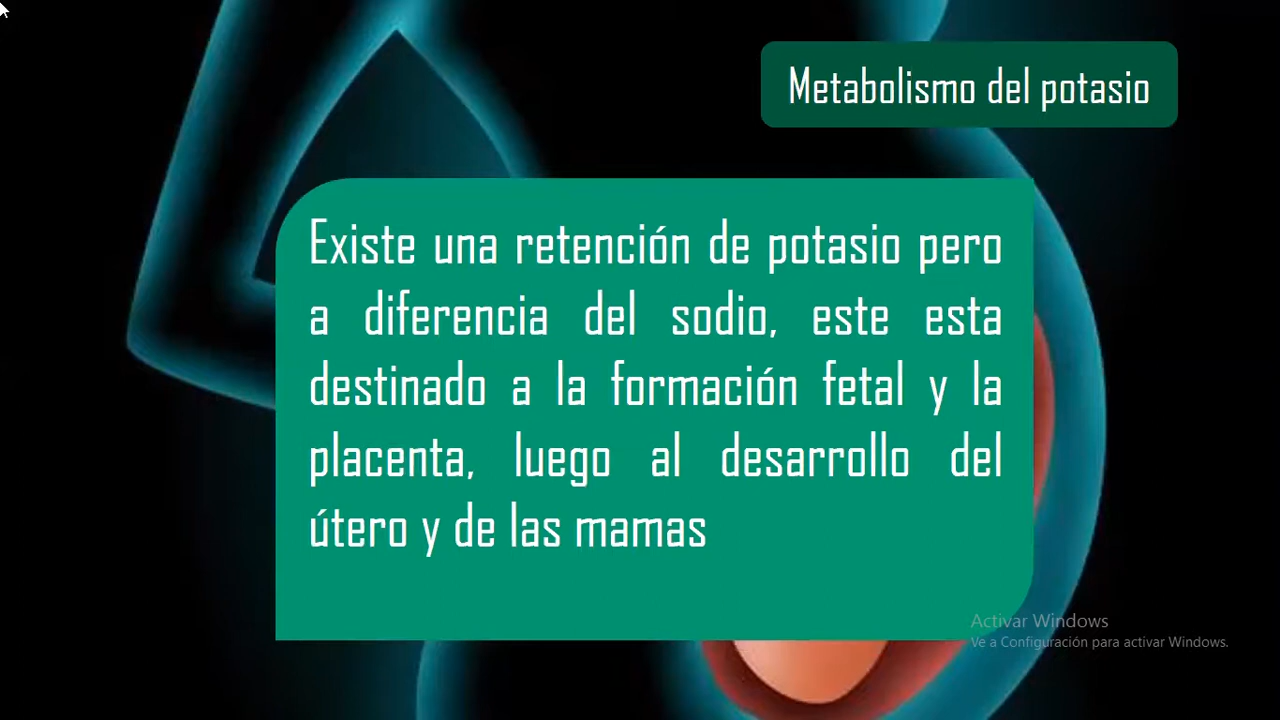 Metabolismo del potasio
Existe una retención de potasio pero
a diferencia del sodio, este esta
destinado a la formación fetal y la
placenta, luego al desarrollo del
útero y de las mamas
Activar Windows
Ve a Configuración para activar Windows.